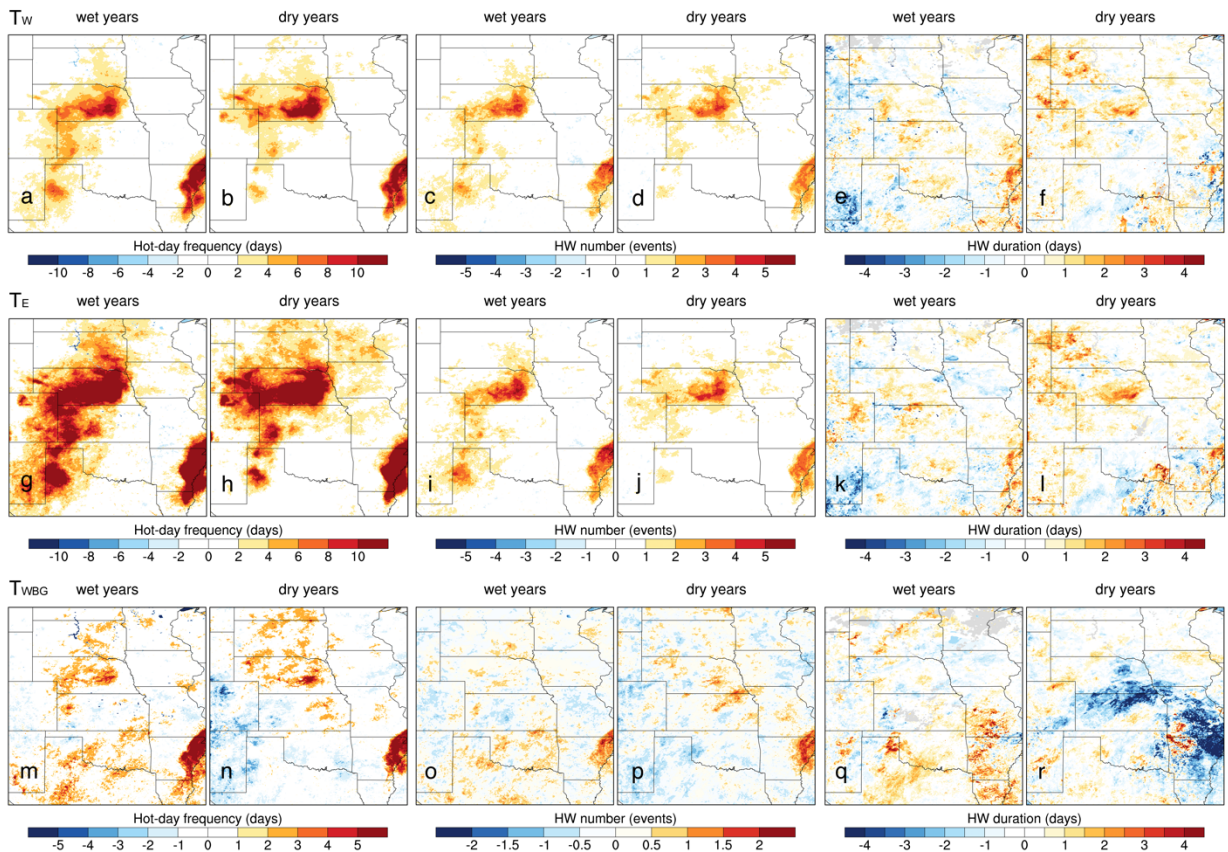 TW wet years dry years wet years dry years wet years dry years
a b c d e f
Hot-day frequency (days) HW number (events) HW duration (days)
-10 -8 -6 -4 -2 0 2 4 6 8 10 -5 -4 -3 -2 -1 0 1 2 3 4 5 -4 -3 -2 -1 0 1 2 3 4
TE wet years dry years wet years dry years wet years dry years
g h i j k l
Hot-day frequency (days) HW number (events) HW duration (days)
-10 -8 -6 -4 -2 0 2 4 6 8 10 -5 -4 -3 -2 -1 0 1 2 3 4 5 -4 -3 -2 -1 0 1 2 3 4
TWBG wet years dry years wet years dry years wet years dry years
m n o p q r
Hot-day frequency (days) HW number (events) HW duration (days)
-5 -4 -3 -2 -1 0 1 2 3 4 5 -2 -1.5 -1 -0.5 0 0.5 1 1.5 2 -4 -3 -2 -1 0 1 2 3 4